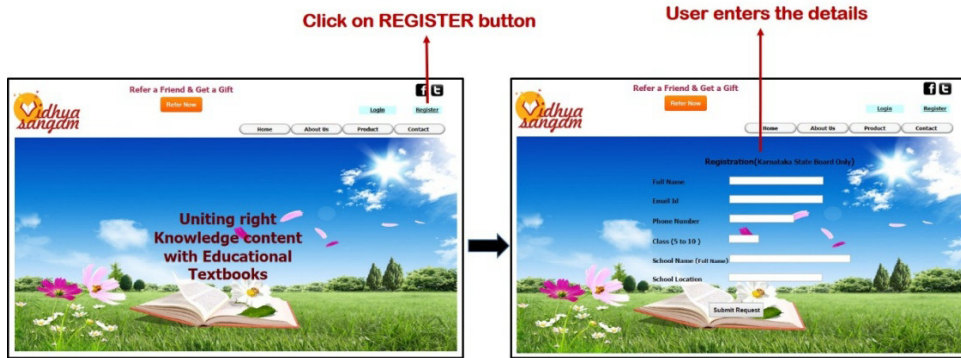 Click on REGISTER button
User enters the details
Refer a Friend & Get a Gift
Refer Now
Vidhya
sangam
Login
Register
Home
About Us
Product
Contact
Uniting right
Knowledge content
with Educational
Textbooks
Refer a Friend & Get a Gift
Refer Now
Vidhya
sangam
Login
Register
Home
About Us
Product
Contact
Registration(Karnataka State Board Only)
Full Name
Email Id
Phone Number
Class (5 to 10 )
School Name (Full Name)
School Location
Submit Request